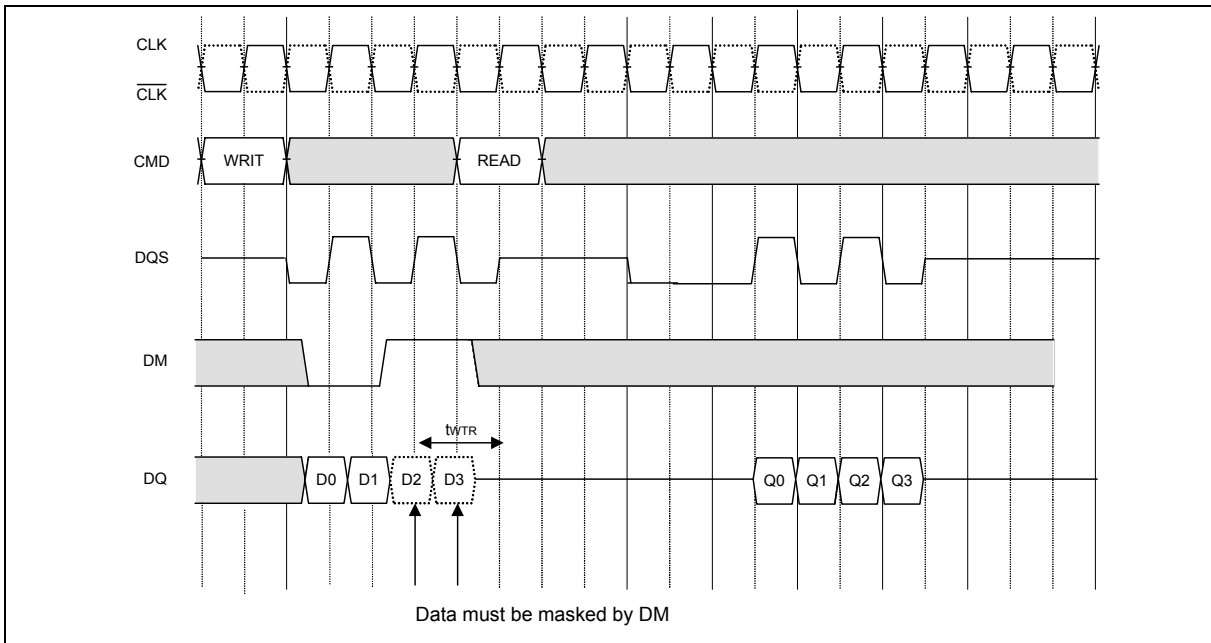 CLK
CLK
CMD WRIT READ
DQS
DM
tWTR
DQ D0 D1 D2 D3 Q0 Q1 Q2 Q3
Data must be masked by DM